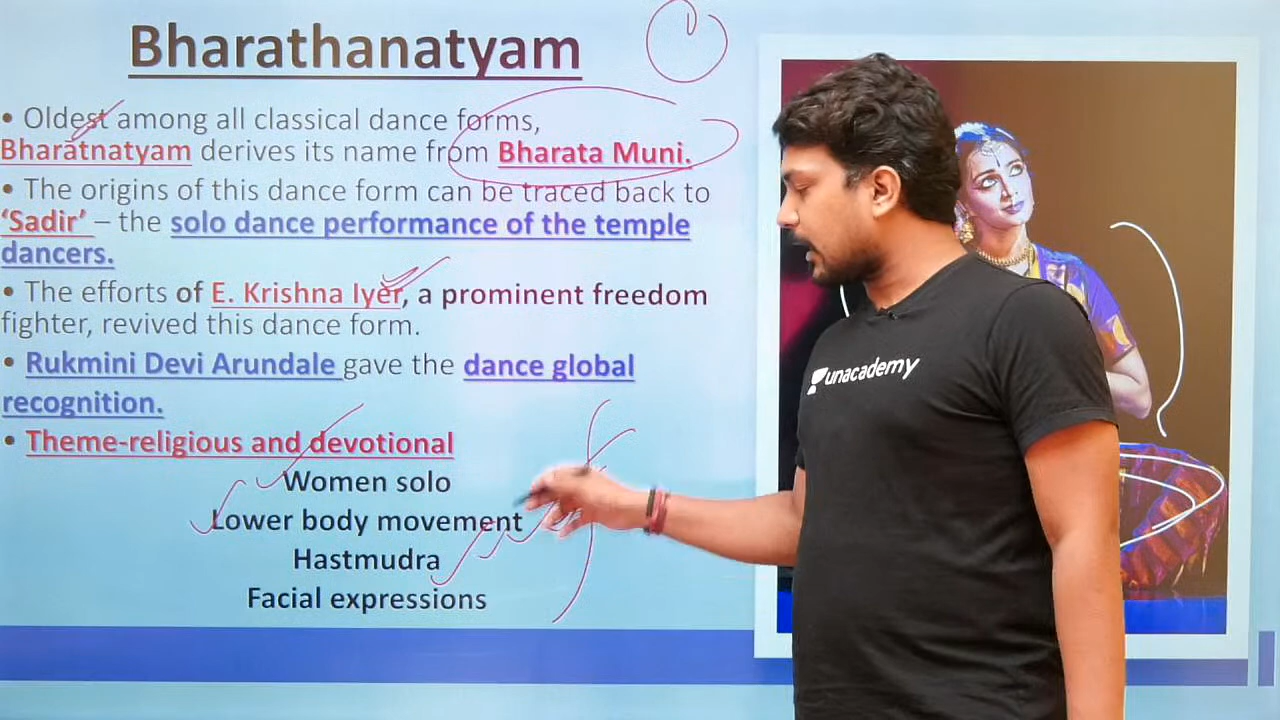 Bharathanatyam
• Oldest among all classical dance forms,
Bharatnatyam derives its name from Bharata Muni.
• The origins of this dance form can be traced back to
‘Sadir’ – the solo dance performance of the temple
dancers.
• The efforts of E. Krishna Iyer, a prominent freedom
fighter, revived this dance form.
• Rukmini Devi Arundale gave the dance global
recognition.
• Theme-religious and devotional
Women solo
Lower body movement
Hastmudra
Facial expressions
unacademy